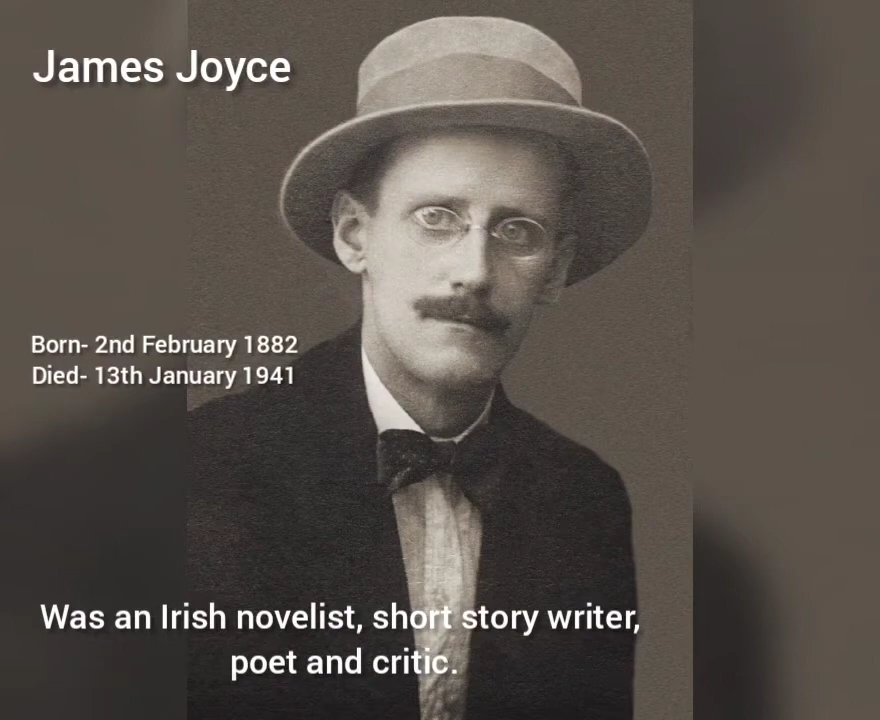 James Joyce
Born- 2nd February 1882
Died- 13th January 1941
Was an Irish novelist, short story writer,
poet and critic.